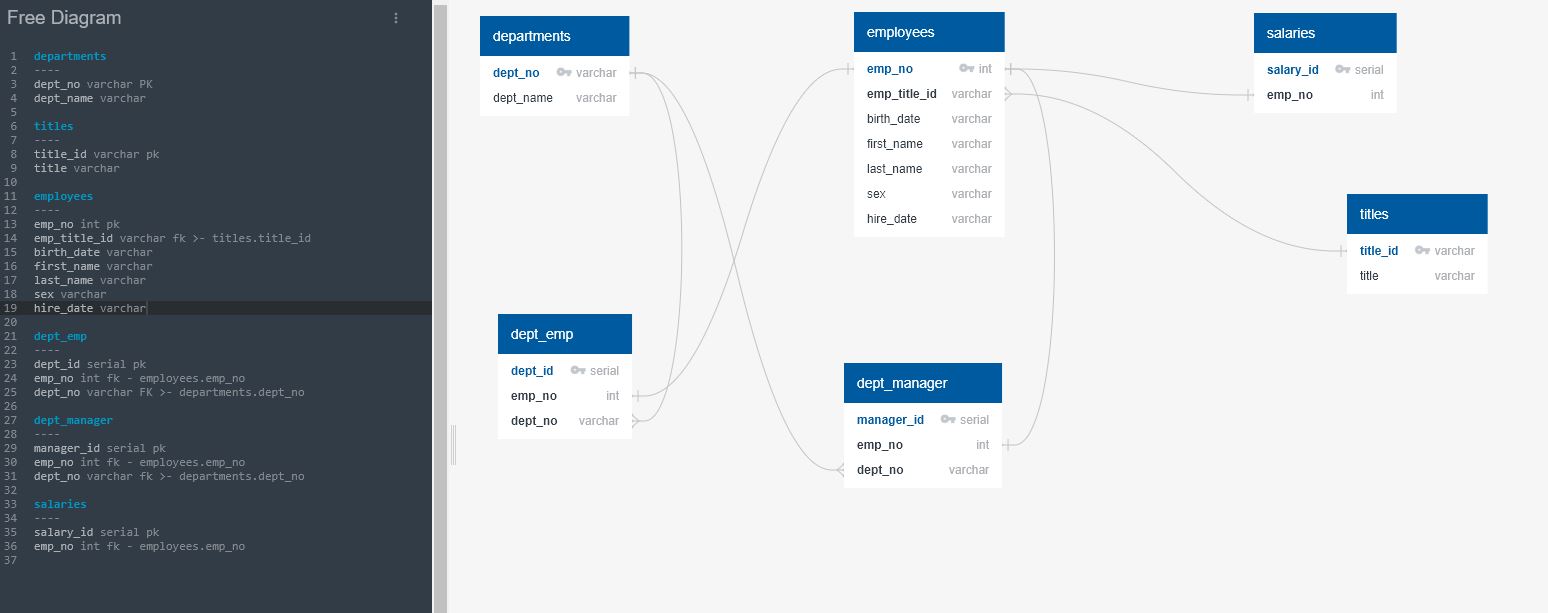 Free Diagram
1 departments
2 ----
3 dept_no varchar PK
4 dept_name varchar
5
6 titles
7 ----
8 title_id varchar pk
9 title varchar
10
11 employees
12 ----
13 emp_no int pk
14 emp_title_id varchar fk >- titles.title_id
15 birth_date varchar
16 first_name varchar
17 last_name varchar
18 sex varchar
19 hire_date varchar
20
21 dept_emp
22 ----
23 dept_id serial pk
24 emp_no int fk - employees.emp_no
25 dept_no varchar FK >- departments.dept_no
26
27 dept_manager
28 ----
29 manager_id serial pk
30 emp_no int fk - employees.emp_no
31 dept_no varchar fk >- departments.dept_no
32
33 salaries
34 ----
35 salary_id serial pk
36 emp_no int fk - employees.emp_no
37
departments
dept_no varchar
dept_name varchar
employees
emp_no int
emp_title_id varchar
birth_date varchar
first_name varchar
last_name varchar
sex varchar
hire_date varchar
salaries
salary_id serial
emp_no int
titles
title_id varchar
title varchar
dept_emp
dept_id serial
emp_no int
dept_no varchar
dept_manager
manager_id serial
emp_no int
dept_no varchar